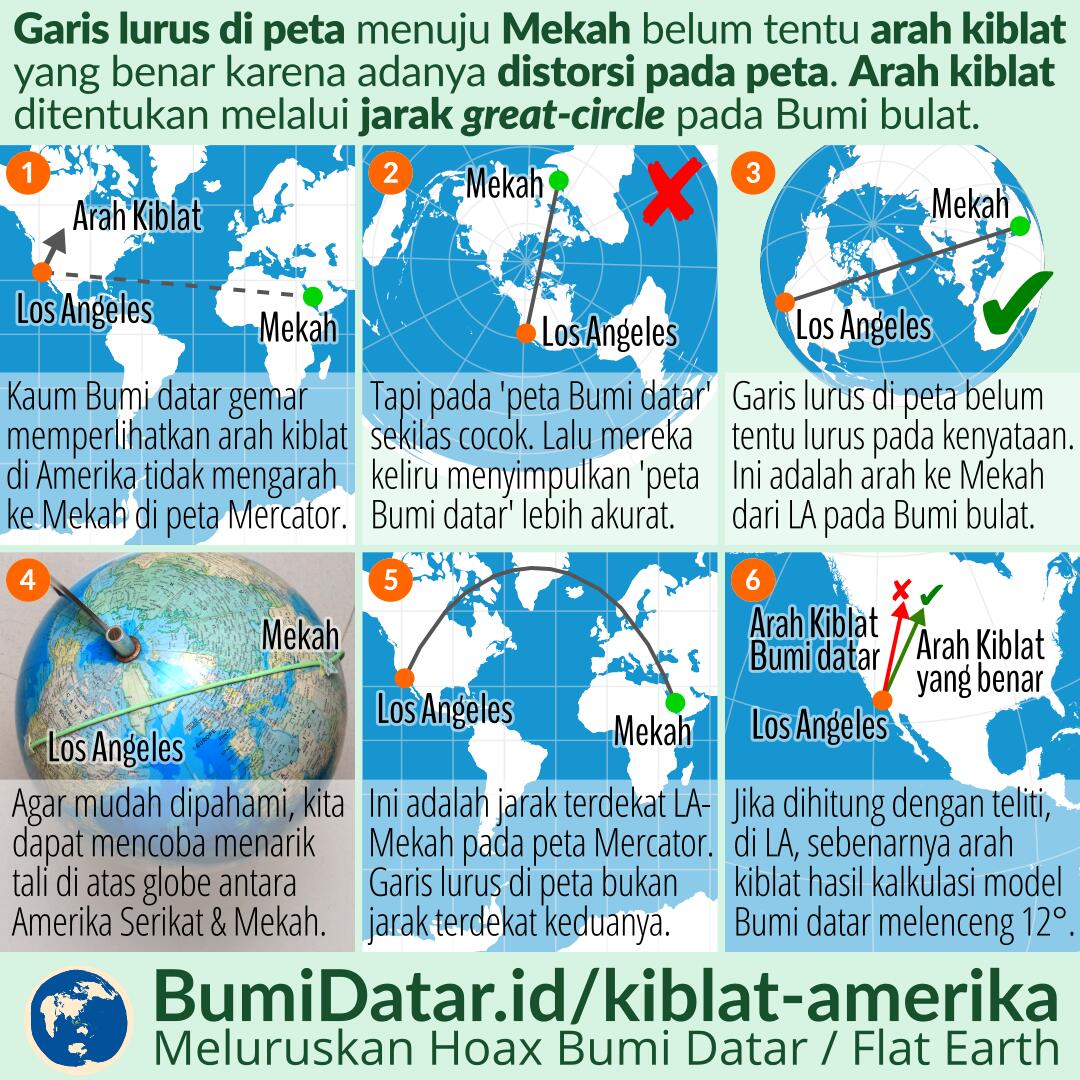 Garis lurus di peta menuju Mekah belum tentu arah kiblat
yang benar karena adanya distorsi pada peta. Arah kiblat
ditentukan melalui jarak great-circle pada Bumi bulat.
1
Arah Kiblat
Los Angeles
Mekah
Kaum Bumi datar gemar
memperlihatkan arah kiblat
di Amerika tidak mengarah
ke Mekah di peta Mercator.
2
Mekah
Los Angeles
Tapi pada 'peta Bumi datar'
sekilas cocok. Lalu mereka
keliru menyimpulkan 'peta
Bumi datar' lebih akurat.
3
Mekah
Los Angeles
Garis lurus di peta belum
tentu lurus pada kenyataan.
Ini adalah arah ke Mekah
dari LA pada Bumi bulat.
4
Mekah
Los Angeles
Agar mudah dipahami, kita
dapat mencoba menarik
tali di atas globe antara
Amerika Serikat & Mekah.
5
Los Angeles
Mekah
Ini adalah jarak terdekat LA-
Mekah pada peta Mercator.
Garis lurus di peta bukan
jarak terdekat keduanya.
6
Arah Kiblat
Bumi datar
Arah Kiblat
yang benar
Los Angeles
Jika dihitung dengan teliti,
di LA, sebenarnya arah
kiblat hasil kalkulasi model
Bumi datar melenceng 12°.
BumiDatar.id/kiblat-amerika
Meluruskan Hoax Bumi Datar / Flat Earth